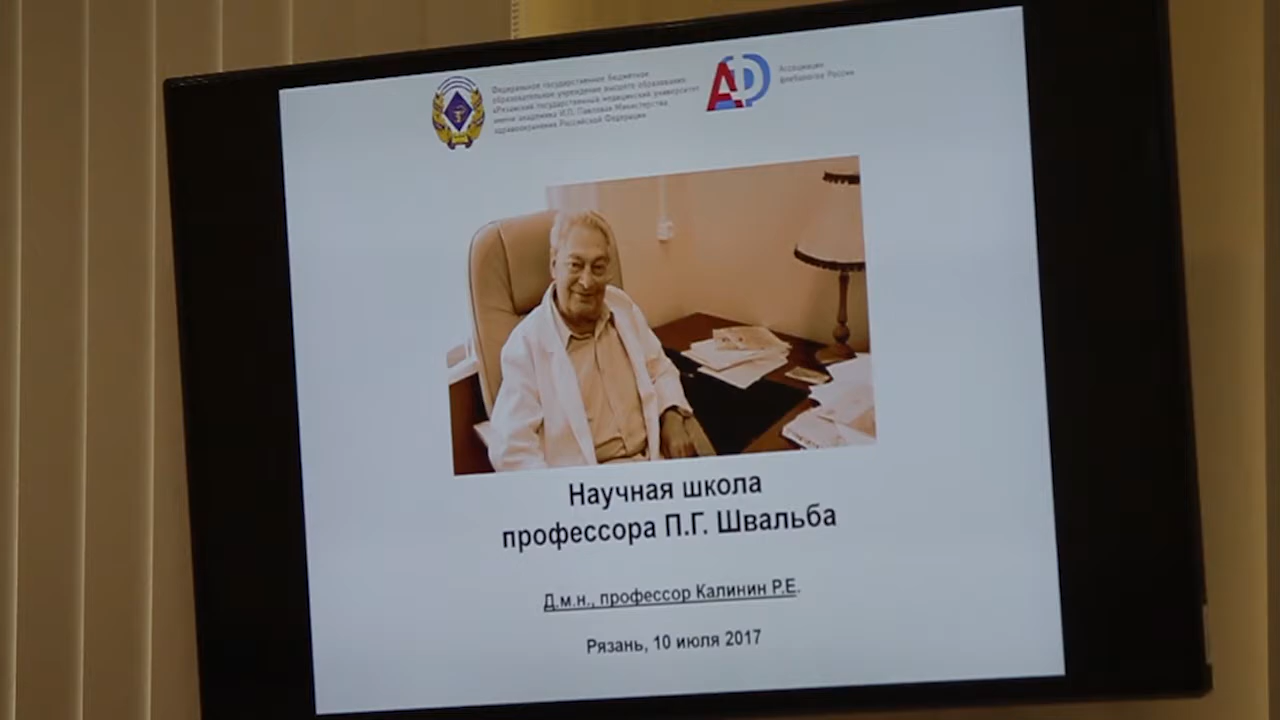 Федеральное государственное бюджетное
образовательное учреждение высшего образования
«Рязанский государственный медицинский университет
имени академика И.П. Павлова» Министерства
здравоохранения Российской Федерации
АФ
Ассоциация
флебологов России
Научная школа
профессора П.Г. Швальба
Д.м.н., профессор Калинин Р.Е.
Рязань, 10 июля 2017